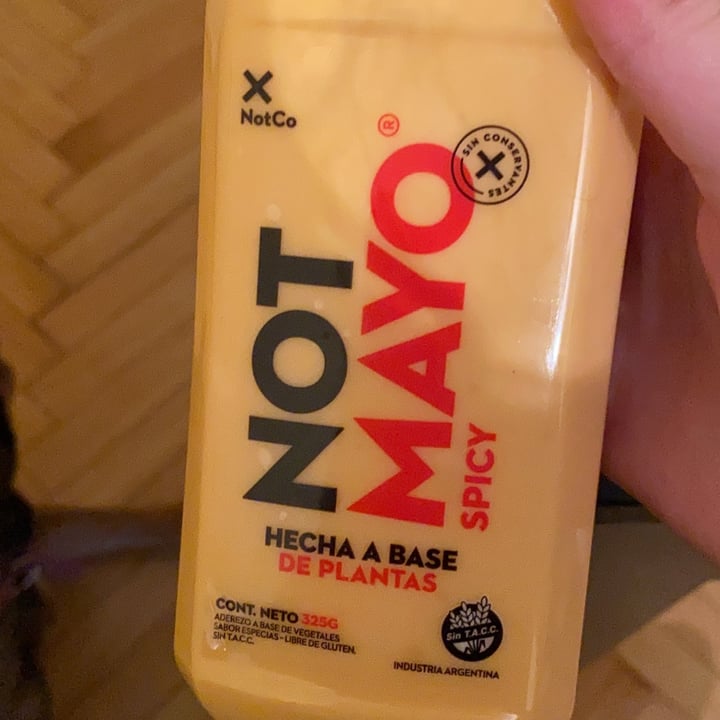 NotCo
SIN CONSERVANTES
NOT
MAYO®
SPICY
HECHA A BASE
DE PLANTAS
CONT. NETO 325G
ADEREZO A BASE DE VEGETALES
SABOR ESPECIAS - LIBRE DE GLUTEN.
SIN T.A.C.C.
Sin T.A.C.C.
INDUSTRIA ARGENTINA